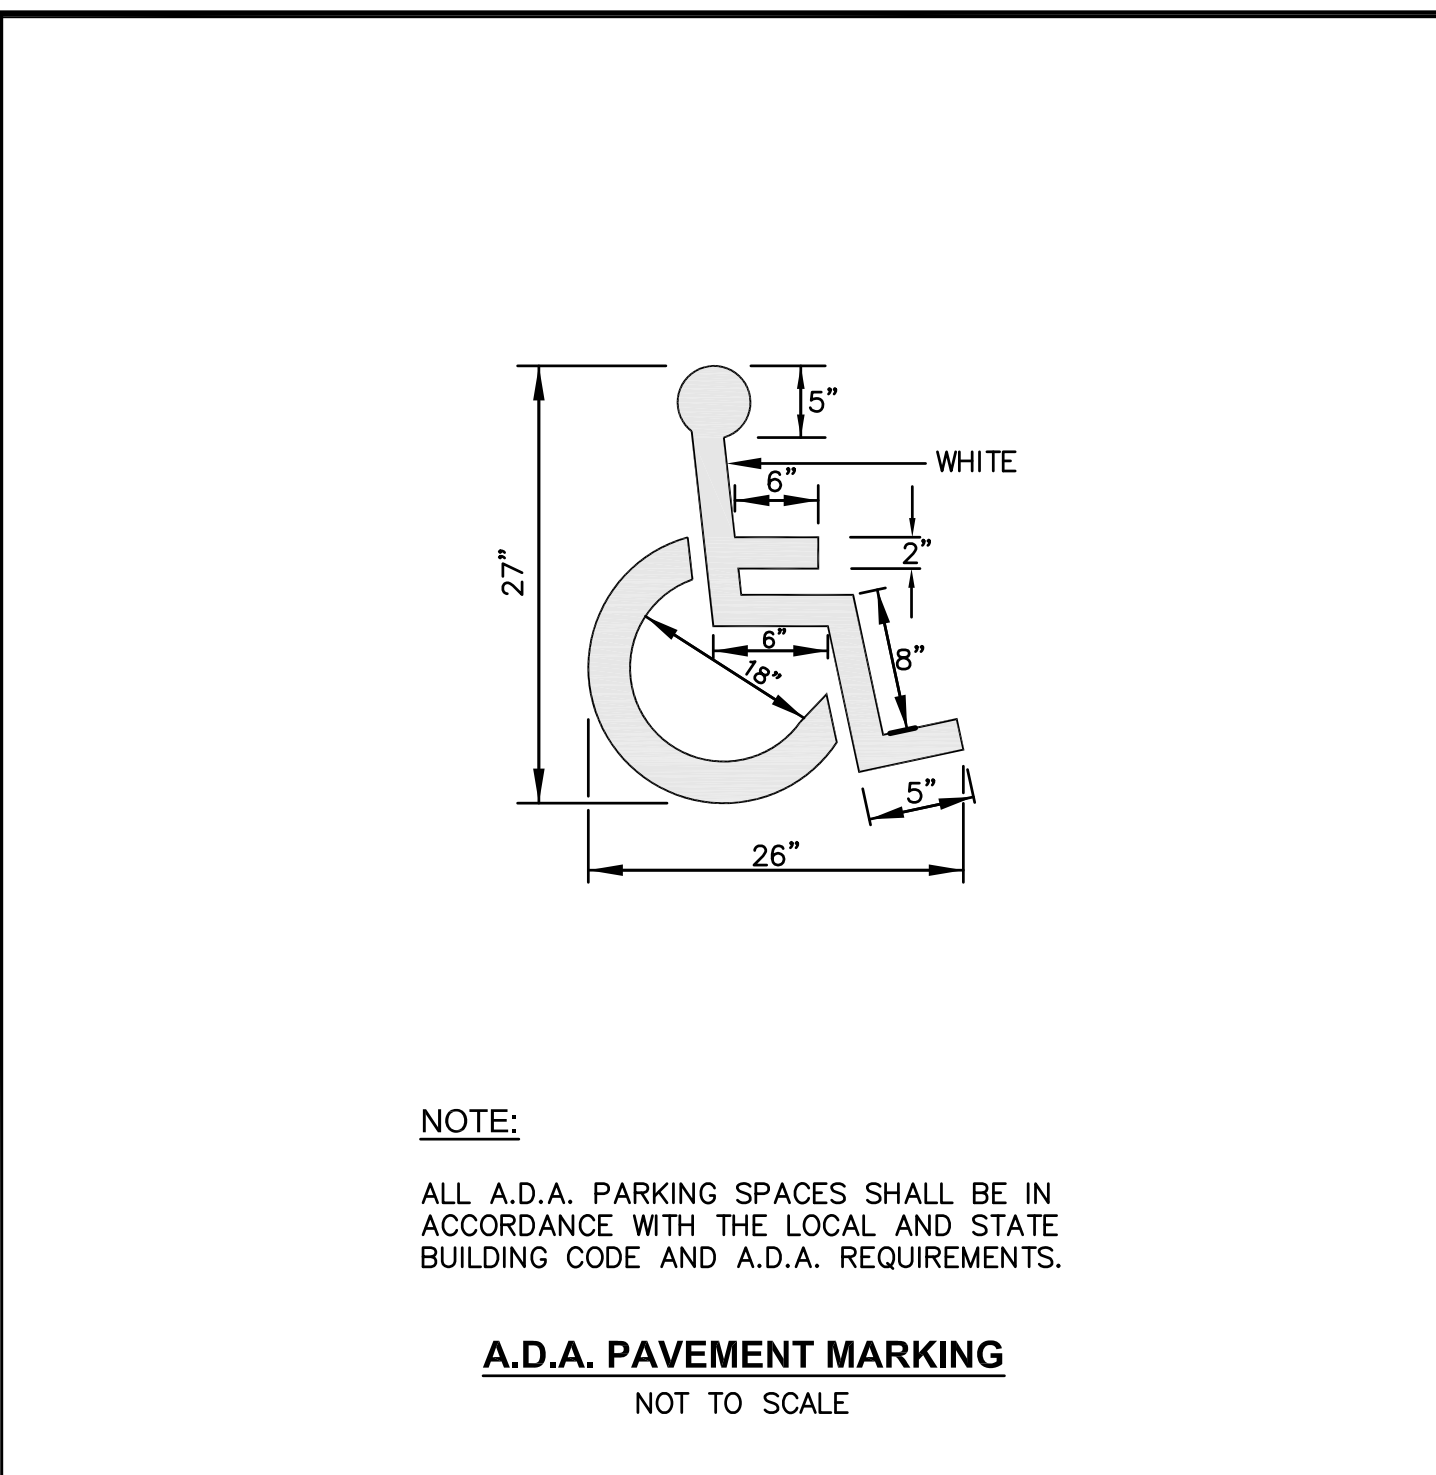 5”
WHITE
6”
2”
27”
6”
8”
18”
5”
26”
NOTE:
ALL A.D.A. PARKING SPACES SHALL BE IN
ACCORDANCE WITH THE LOCAL AND STATE
BUILDING CODE AND A.D.A. REQUIREMENTS.
A.D.A. PAVEMENT MARKING
NOT TO SCALE